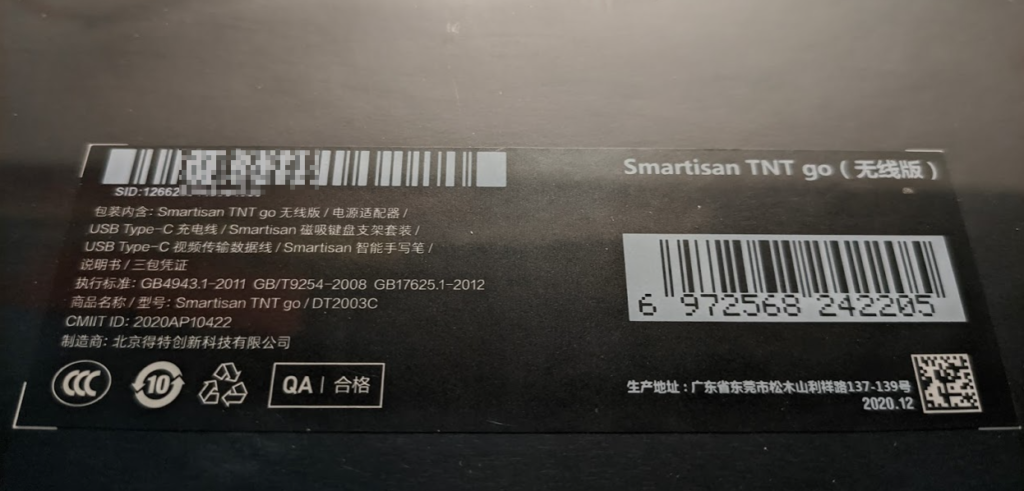 SID:12662
包装内含: Smartisan TNT go 无线版 / 电源适配器 /
USB Type-C 充电线 / Smartisan 磁吸键盘支架套装 /
USB Type-C 视频传输数据线 / Smartisan 智能手写笔 /
说明书 / 三包凭证
执行标准: GB4943.1-2011 GB/T9254-2008 GB17625.1-2012
商品名称 / 型号: Smartisan TNT go / DT2003C
CMIIT ID: 2020AP10422
制造商: 北京得特创新科技有限公司
CCC
10
QA | 合格
Smartisan TNT go（无线版）
6 972568 242205
生产地址：广东省东莞市松木山利祥路137-139号
2020.12